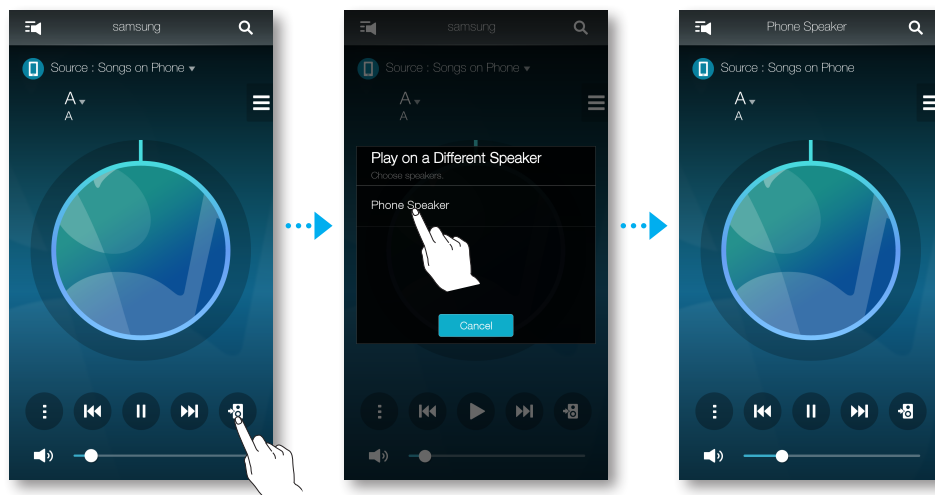 samsung
Source : Songs on Phone
A
A
samsung
Source : Songs on Phone
A
A
Play on a Different Speaker
Choose speakers.
Phone Speaker
Cancel
Phone Speaker
Source : Songs on Phone
A
A